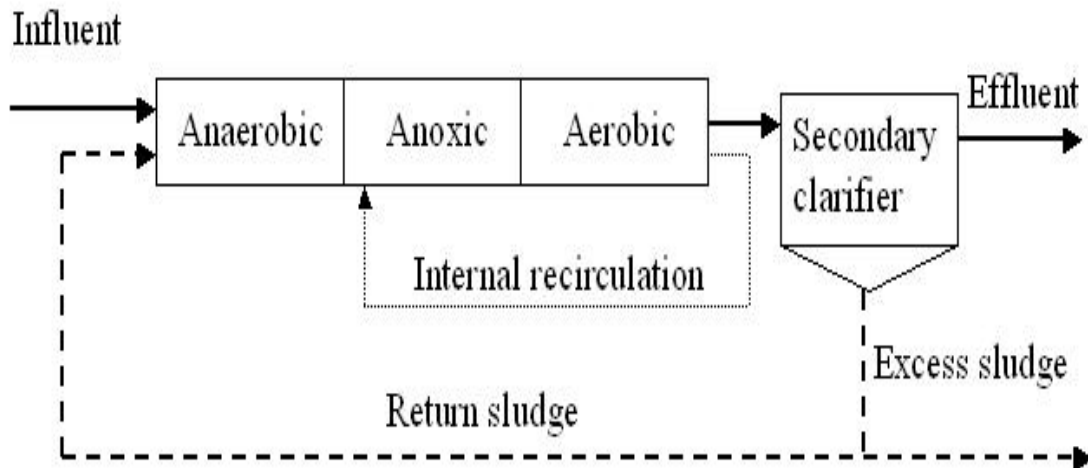 Influent
Effluent
Anaerobic
Anoxic
Aerobic
Secondary
clarifier
Internal recirculation
Excess sludge
Return sludge